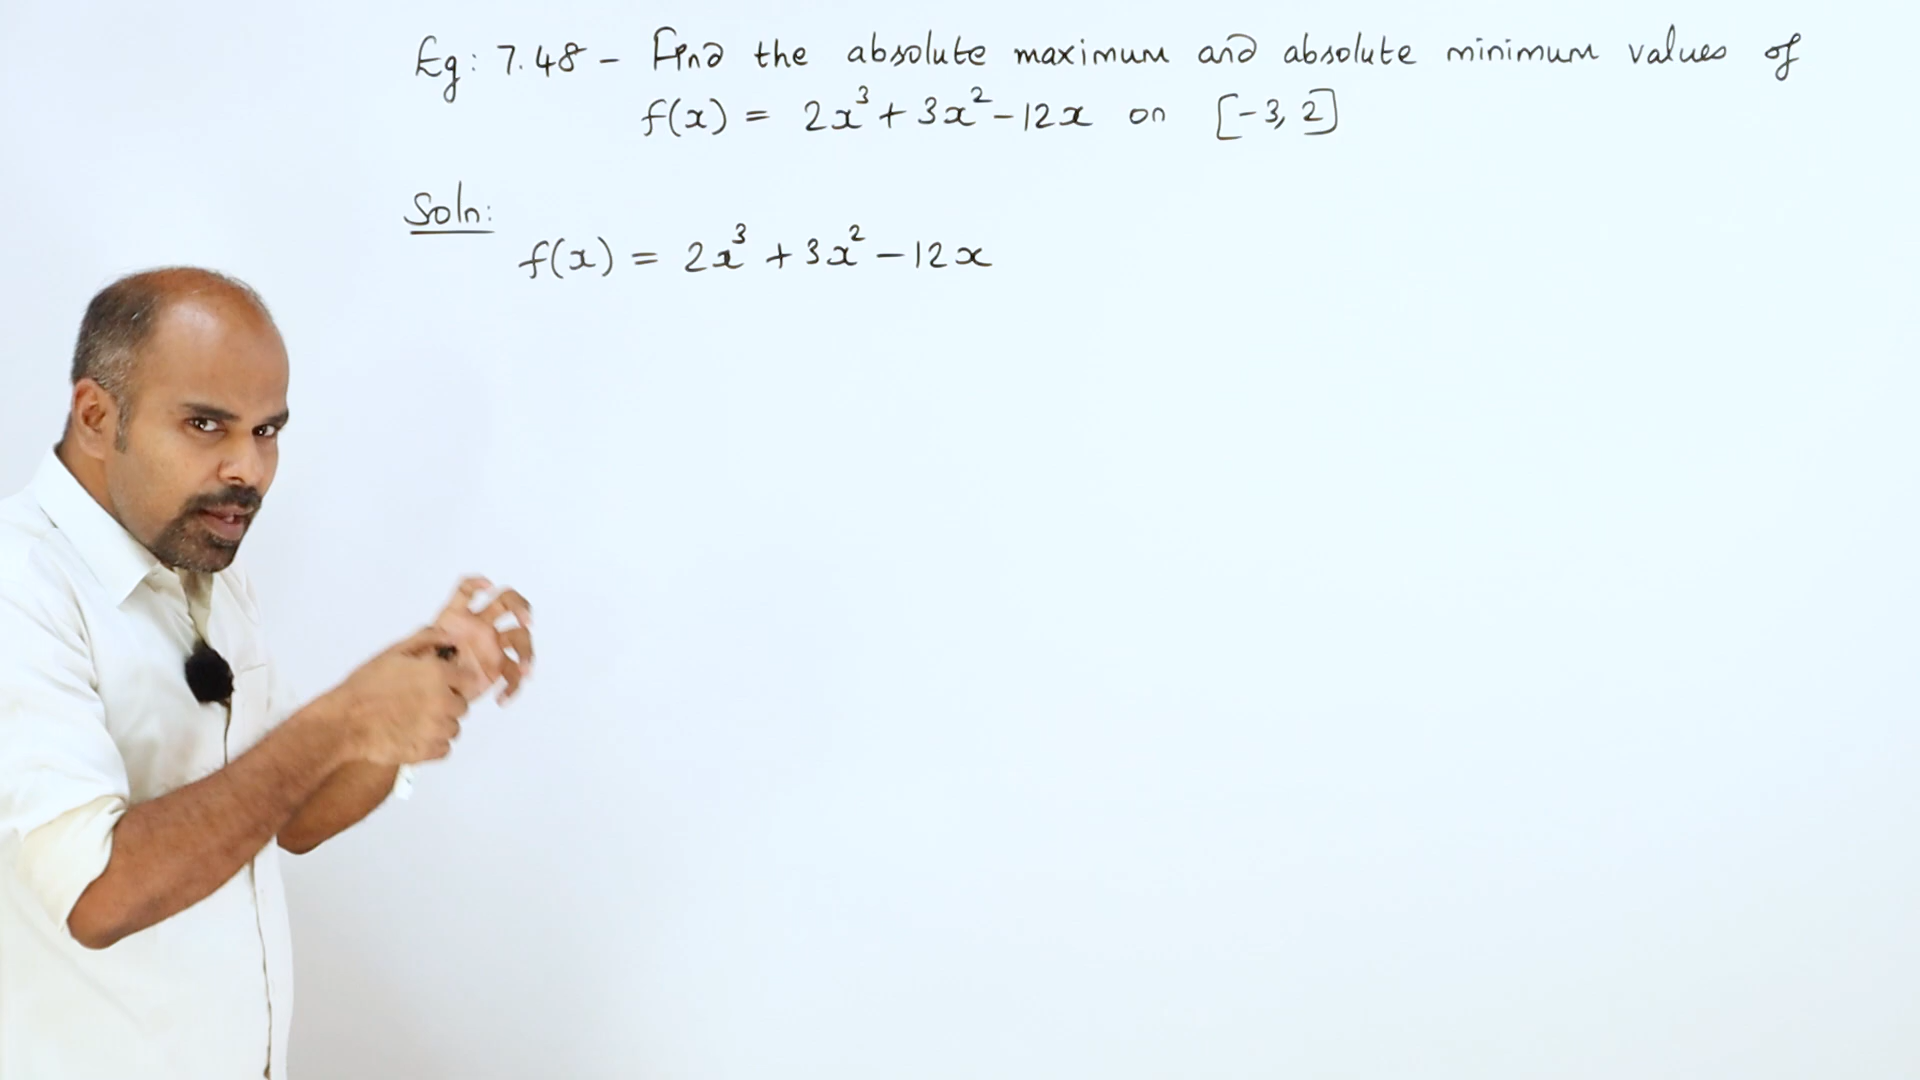 Eg: 7.48 - Find the absolute maximum and absolute minimum values of
f(x) = 2x³ + 3x² - 12x on [-3, 2]
Soln:
f(x) = 2x³ + 3x² - 12x